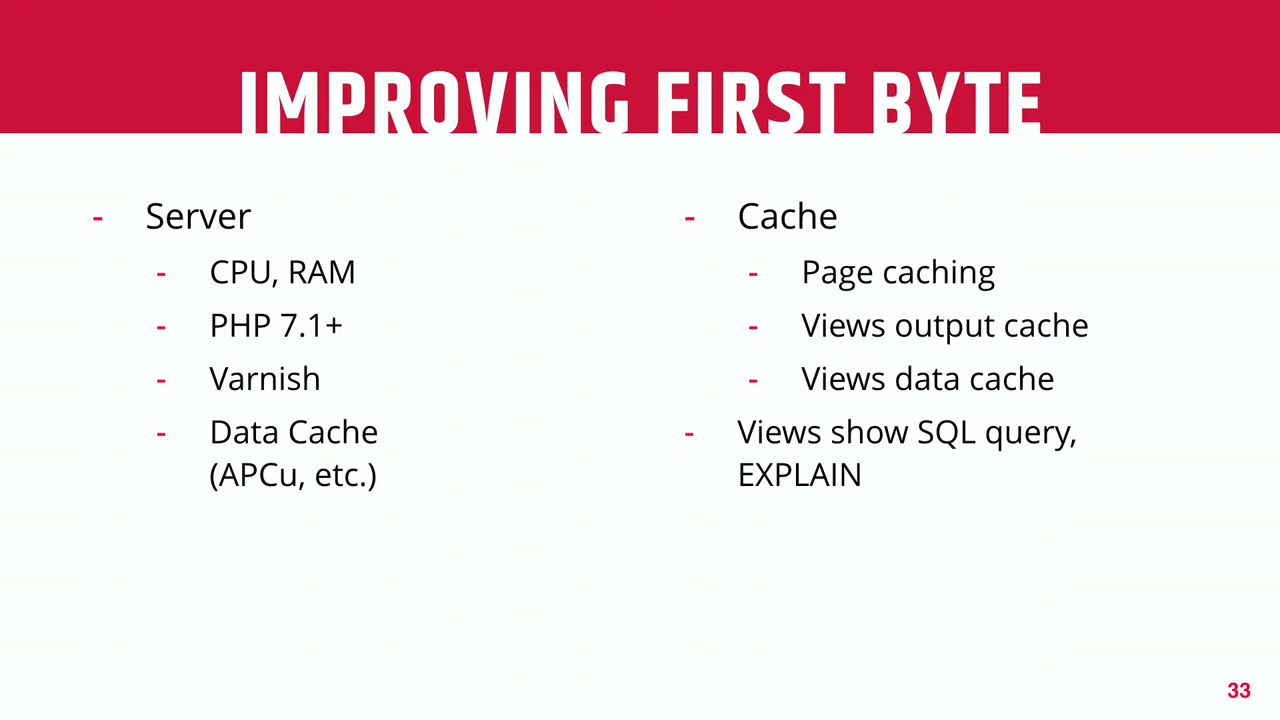 IMPROVING FIRST BYTE
- Server
- CPU, RAM
- PHP 7.1+
- Varnish
- Data Cache
(APCu, etc.)
- Cache
- Page caching
- Views output cache
- Views data cache
- Views show SQL query,
EXPLAIN
33